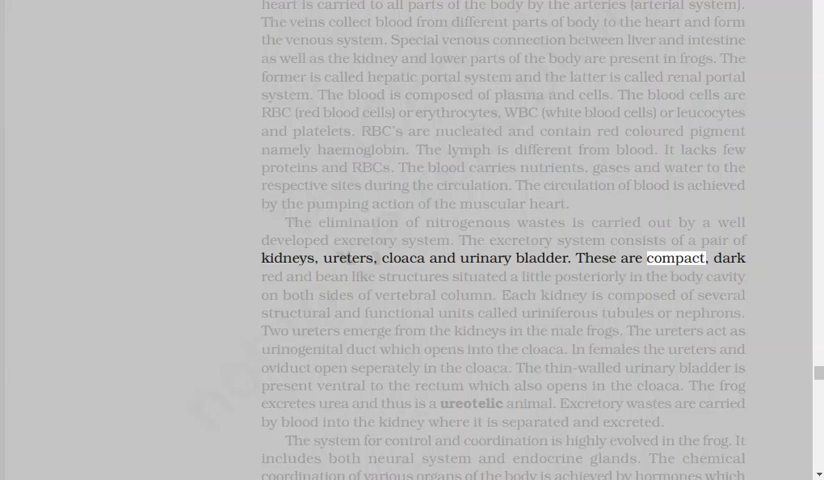 heart is carried to all parts of the body by the arteries (arterial system).
The veins collect blood from different parts of body to the heart and form
the venous system. Special venous connection between liver and intestine
as well as the kidney and lower parts of the body are present in frogs. The
former is called hepatic portal system and the latter is called renal portal
system. The blood is composed of plasma and cells. The blood cells are
RBC (red blood cells) or erythrocytes, WBC (white blood cells) or leucocytes
and platelets. RBC's are nucleated and contain red coloured pigment
namely haemoglobin. The lymph is different from blood. It lacks few
proteins and RBCs. The blood carries nutrients, gases and water to the
respective sites during the circulation. The circulation of blood is achieved
by the pumping action of the muscular heart.
The elimination of nitrogenous wastes is carried out by a well
developed excretory system. The excretory system consists of a pair of
kidneys, ureters, cloaca and urinary bladder. These are compact, dark
red and bean like structures situated a little posteriorly in the body cavity
on both sides of vertebral column. Each kidney is composed of several
structural and functional units called uriniferous tubules or nephrons.
Two ureters emerge from the kidneys in the male frogs. The ureters act as
urinogenital duct which opens into the cloaca. In females the ureters and
oviduct open seperately in the cloaca. The thin-walled urinary bladder is
present ventral to the rectum which also opens in the cloaca. The frog
excretes urea and thus is a ureotelic animal. Excretory wastes are carried
by blood into the kidney where it is separated and excreted.
The system for control and coordination is highly evolved in the frog. It
includes both neural system and endocrine glands. The chemical
coordination of various organs of the body is achieved by hormones which